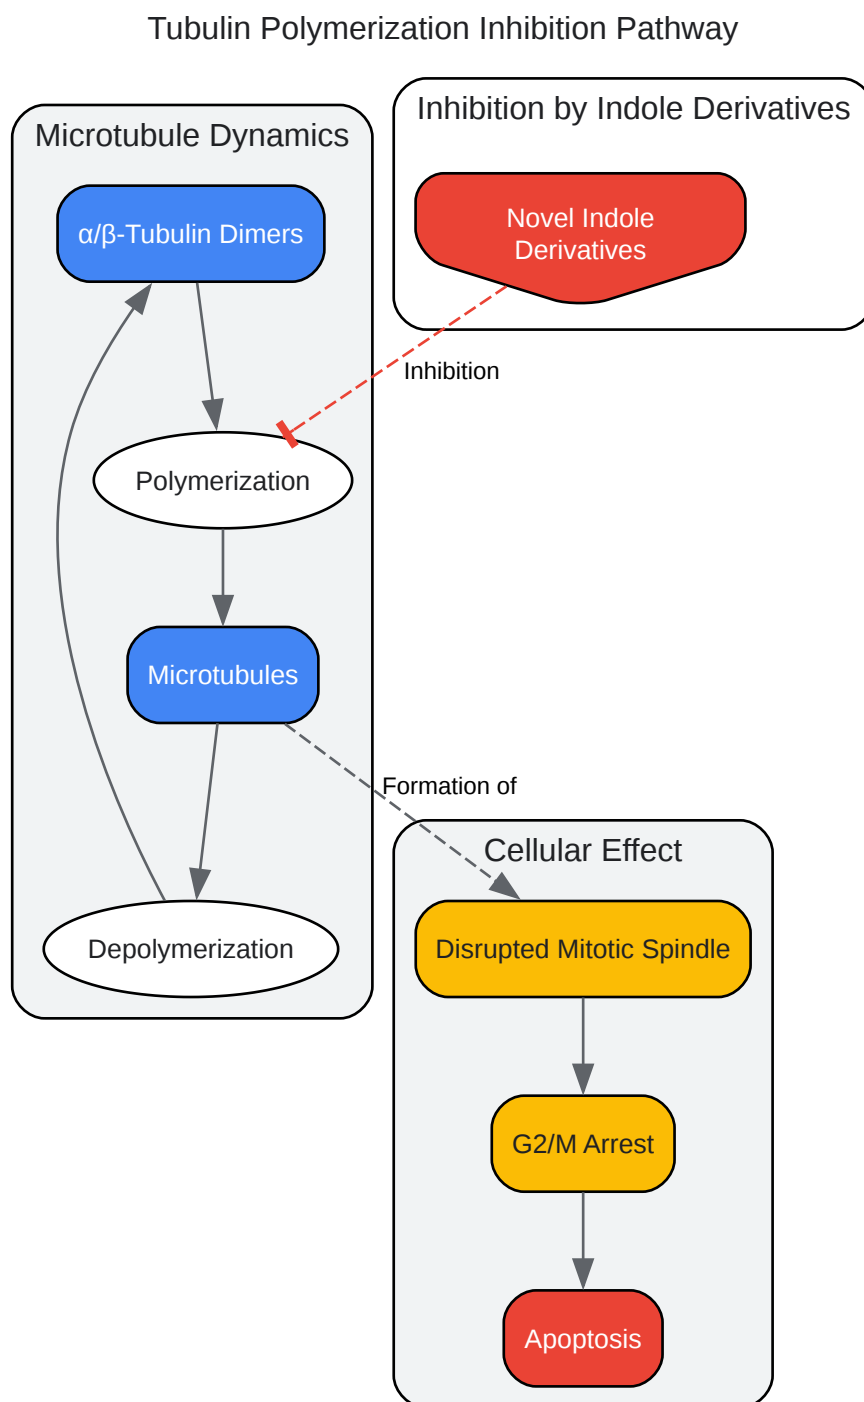 Tubulin Polymerization Inhibition Pathway
Microtubule Dynamics
α/β-Tubulin Dimers
Polymerization
Microtubules
Depolymerization
Inhibition by Indole Derivatives
Novel Indole
Derivatives
Inhibition
Formation of
Cellular Effect
Disrupted Mitotic Spindle
G2/M Arrest
Apoptosis